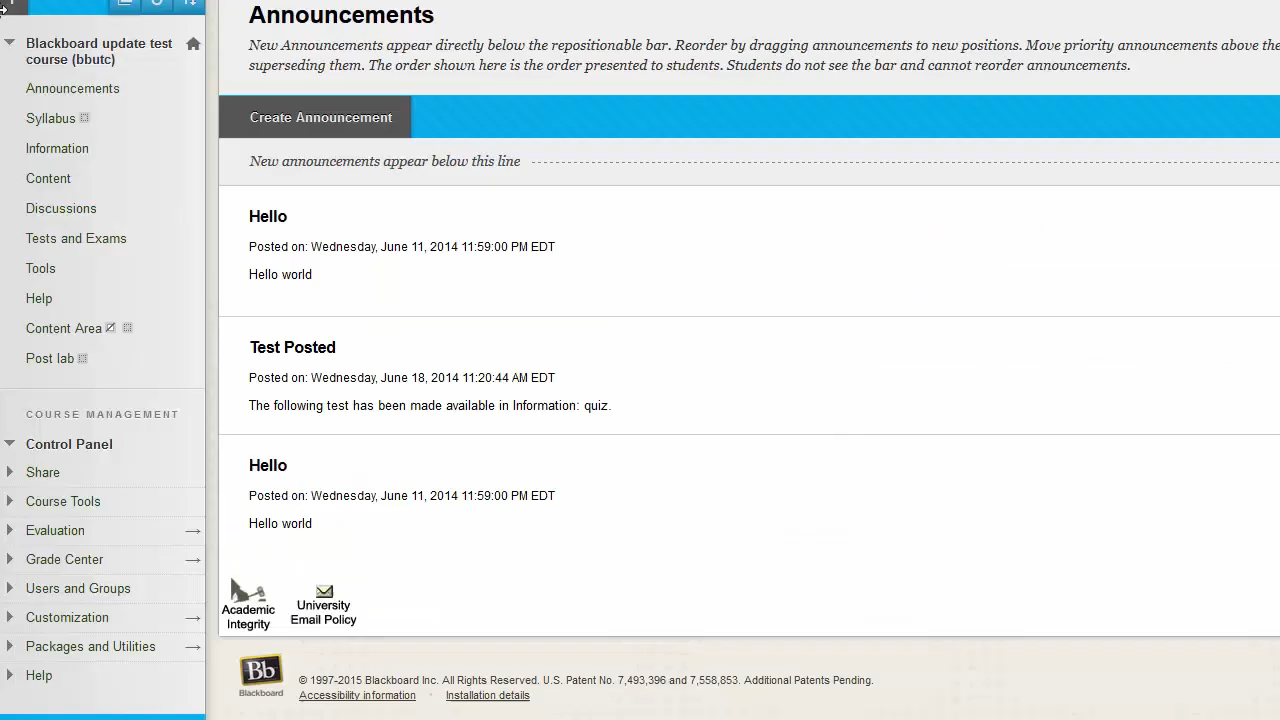 Blackboard update test
course (bbutc)
Announcements
Syllabus
Information
Content
Discussions
Tests and Exams
Tools
Help
Content Area
Post lab
COURSE MANAGEMENT
Control Panel
Share
Course Tools
Evaluation
Grade Center
Users and Groups
Customization
Packages and Utilities
Help
Announcements
New Announcements appear directly below the repositionable bar. Reorder by dragging announcements to new positions. Move priority announcements above the
superseding them. The order shown here is the order presented to students. Students do not see the bar and cannot reorder announcements.
Create Announcement
New announcements appear below this line
Hello
Posted on: Wednesday, June 11, 2014 11:59:00 PM EDT
Hello world
Test Posted
Posted on: Wednesday, June 18, 2014 11:20:44 AM EDT
The following test has been made available in Information: quiz.
Hello
Posted on: Wednesday, June 11, 2014 11:59:00 PM EDT
Hello world
Academic
Integrity
University
Email Policy
Bb
Blackboard
© 1997-2015 Blackboard Inc. All Rights Reserved. U.S. Patent No. 7,493,396 and 7,558,853. Additional Patents Pending.
Accessibility information
Installation details